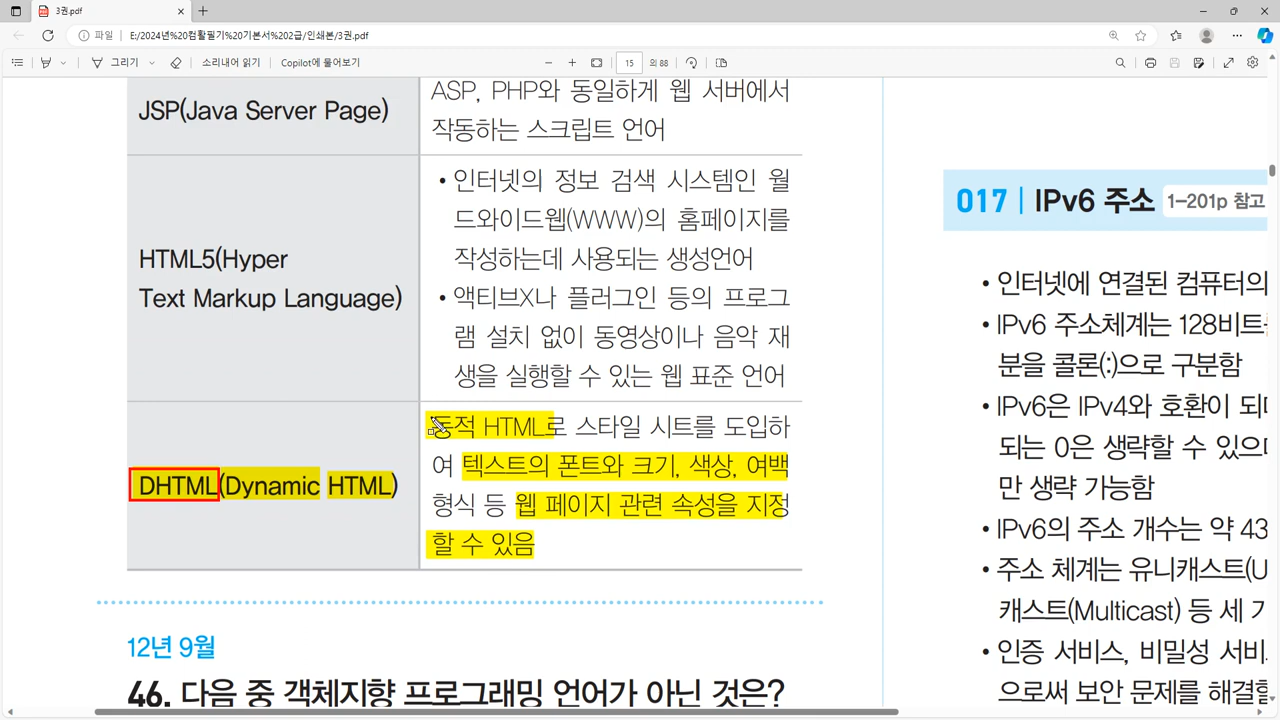 3권.pdf
파일
E:/2024년%20컴활필기%20기본서%202급/인쇄본/3권.pdf
그리기
소리내어 읽기
Copilot에 물어보기
15
의 88
JSP(Java Server Page)
ASP, PHP와 동일하게 웹 서버에서
작동하는 스크립트 언어
HTML5(Hyper
Text Markup Language)
• 인터넷의 정보 검색 시스템인 월
드와이드웹(WWW)의 홈페이지를
작성하는데 사용되는 생성언어
• 액티브X나 플러그인 등의 프로그
램 설치 없이 동영상이나 음악 재
생을 실행할 수 있는 웹 표준 언어
DHTML(Dynamic HTML)
동적 HTML로 스타일 시트를 도입하
여 텍스트의 폰트와 크기, 색상, 여백
형식 등 웹 페이지 관련 속성을 지정
할 수 있음
12년 9월
46. 다음 중 객체지향 프로그래밍 언어가 아닌 것은?
017 | IPv6 주소 1-201p 참고
• 인터넷에 연결된 컴퓨터의
• IPv6 주소체계는 128비트
분을 콜론(:)으로 구분함
• IPv6은 IPv4와 호환이 되
되는 0은 생략할 수 있으
만 생략 가능함
• IPv6의 주소 개수는 약 43
• 주소 체계는 유니캐스트(U
캐스트(Multicast) 등 세 가
• 인증 서비스, 비밀성 서비
으로써 보안 문제를 해결할